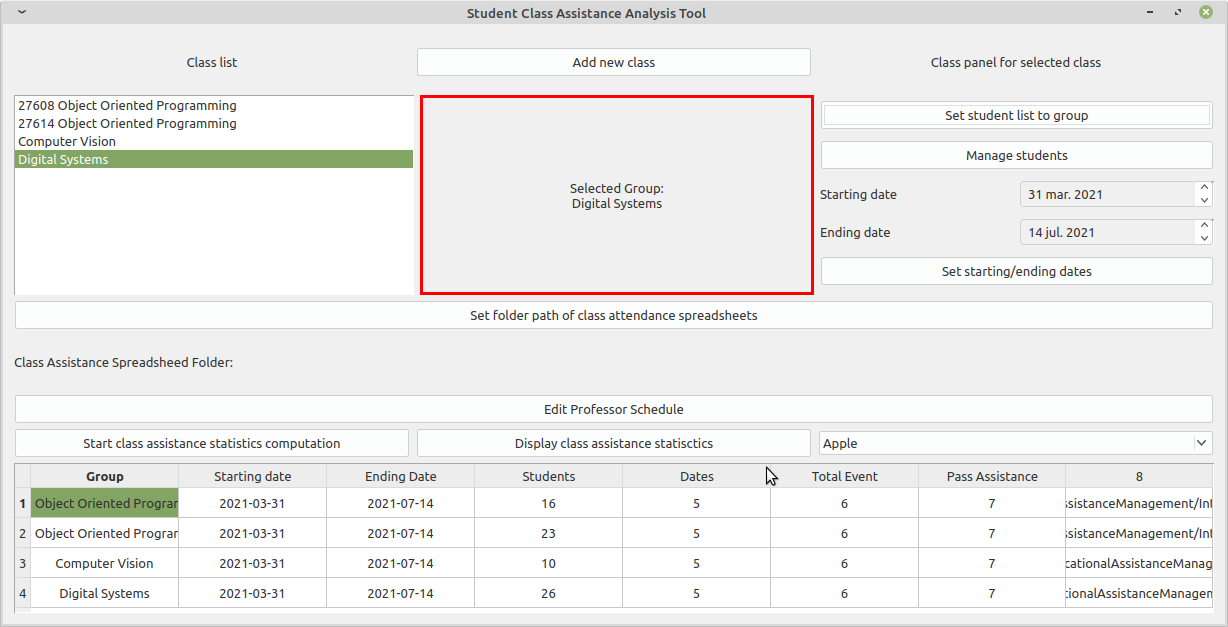 Student Class Assistance Analysis Tool
Class list
Add new class
Class panel for selected class
27608 Object Oriented Programming
27614 Object Oriented Programming
Computer Vision
Digital Systems
Selected Group:
Digital Systems
Set student list to group
Manage students
Starting date 31 mar. 2021
Ending date 14 jul. 2021
Set starting/ending dates
Set folder path of class attendance spreadsheets
Class Assistance Spreadsheed Folder:
Edit Professor Schedule
Start class assistance statistics computation
Display class assistance statisctics
Apple
Group Starting date Ending Date Students Dates Total Event Pass Assistance 8
1 Object Oriented Prograr 2021-03-31 2021-07-14 16 5 6 7 ssistanceManagement/Int
2 Object Oriented Prograr 2021-03-31 2021-07-14 23 5 6 7 ssistanceManagement/Int
3 Computer Vision 2021-03-31 2021-07-14 10 5 6 7 cationalAssistanceManag
4 Digital Systems 2021-03-31 2021-07-14 26 5 6 7 tionalAssistanceManagen